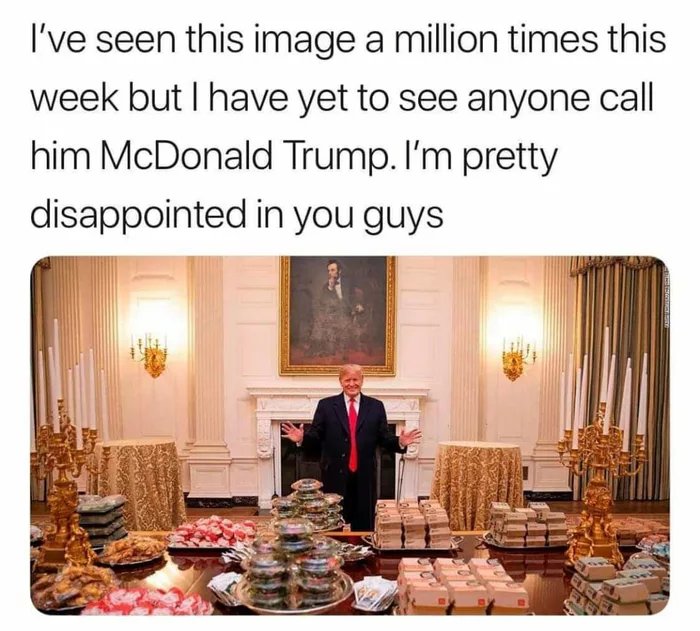 I've seen this image a million times this
week but I have yet to see anyone call
him McDonald Trump. I'm pretty
disappointed in you guys